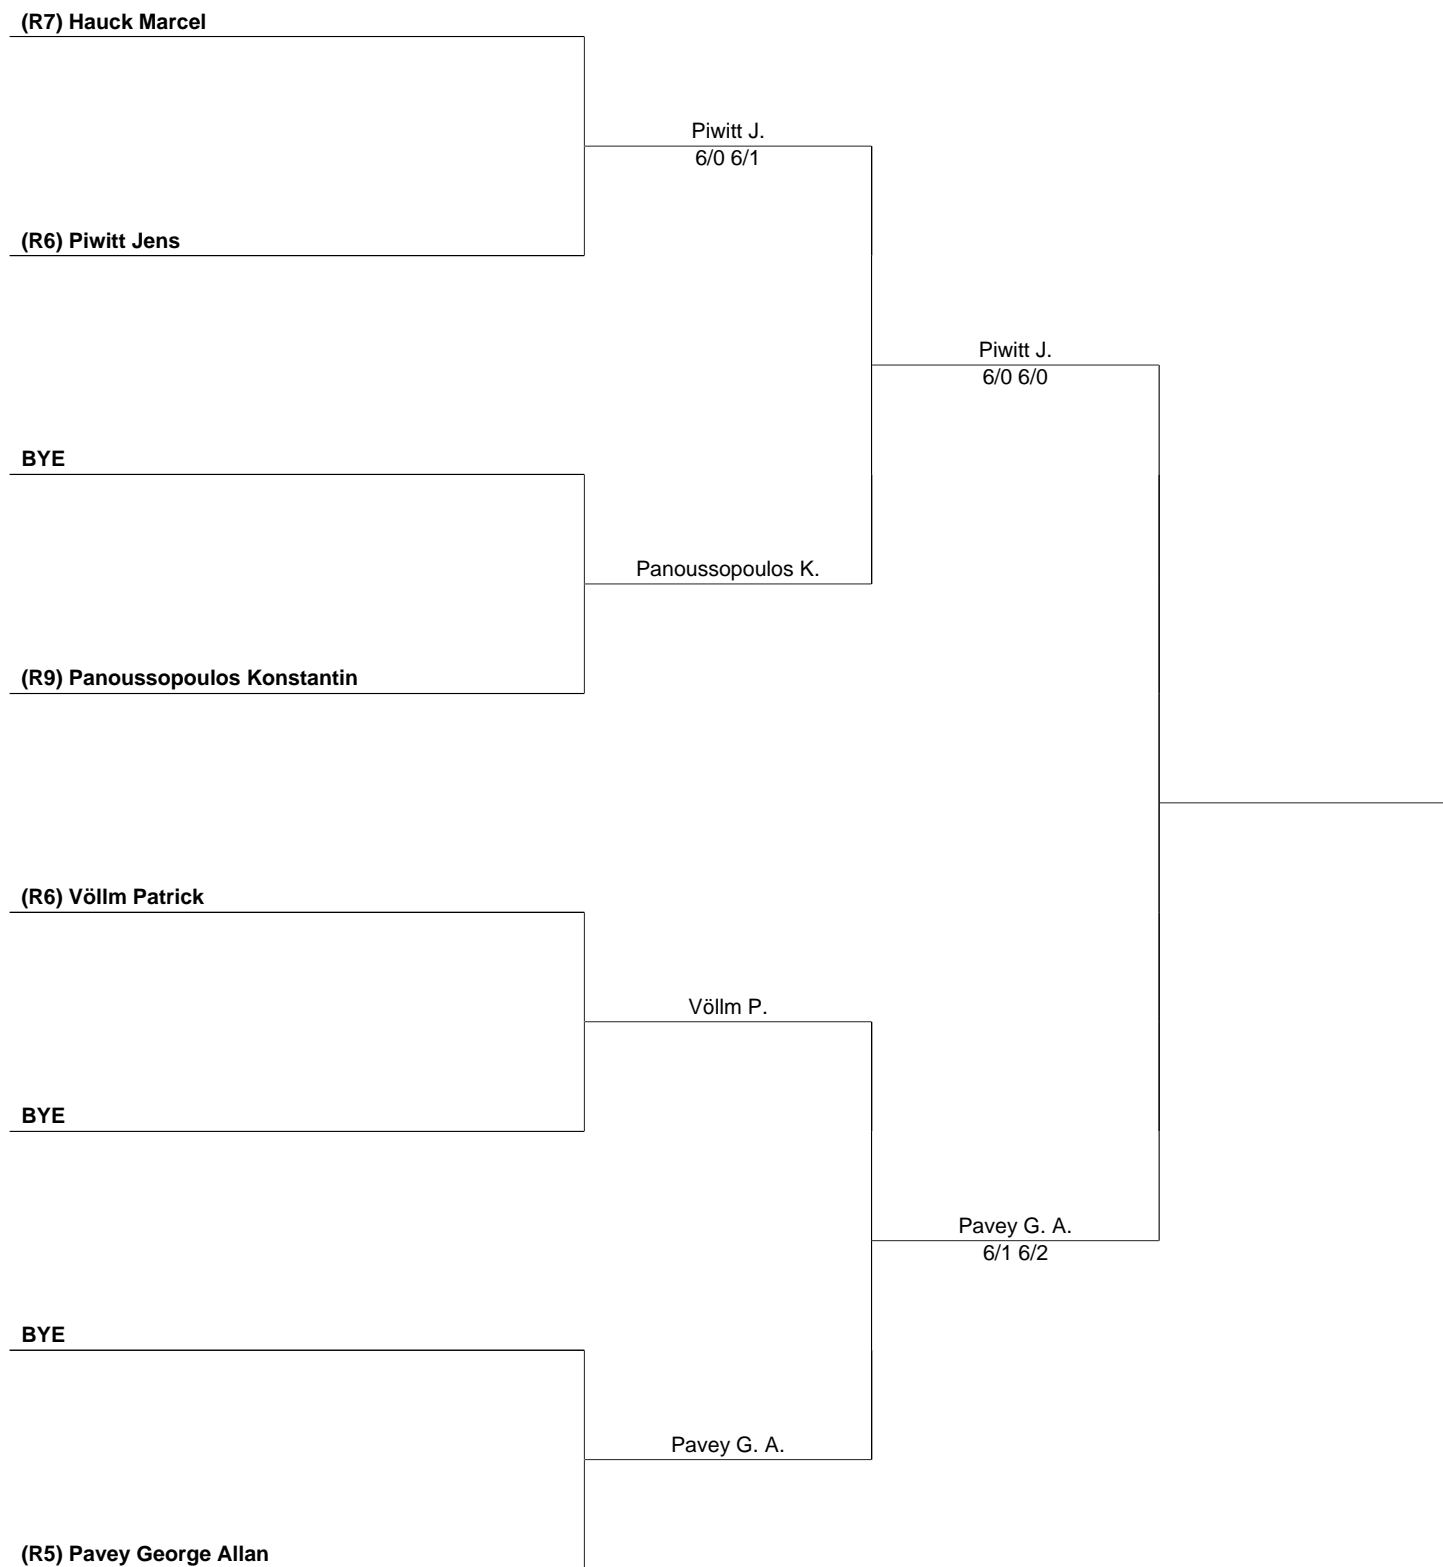 (R7) Hauck Marcel
Piwitt J.
6/0 6/1
(R6) Piwitt Jens
Piwitt J.
6/0 6/0
BYE
Panoussopoulos K.
(R9) Panoussopoulos Konstantin
(R6) Völlm Patrick
Völlm P.
BYE
Pavey G. A.
6/1 6/2
BYE
Pavey G. A.
(R5) Pavey George Allan